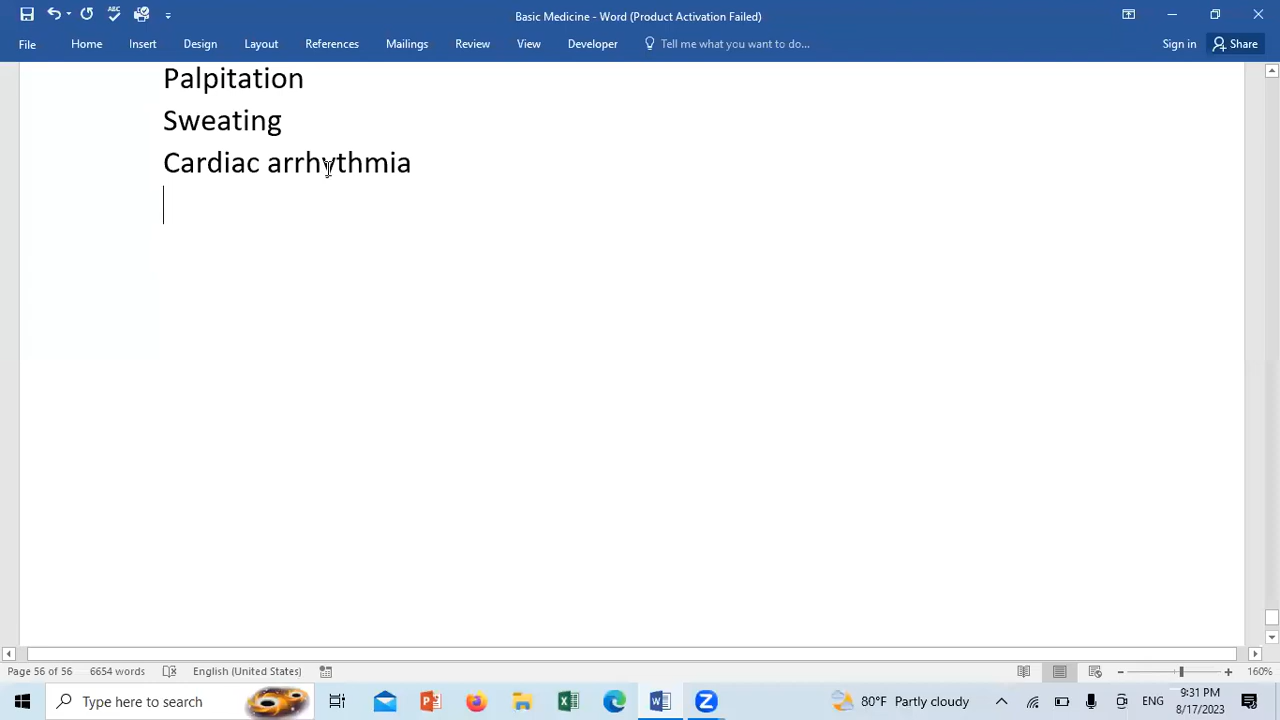 Basic Medicine - Word (Product Activation Failed)
File Home Insert Design Layout References Mailings Review View Developer Tell me what you want to do... Sign in Share
Palpitation
Sweating
Cardiac arrhythmia
Page 56 of 56 6654 words English (United States) 160%
Type here to search 80°F Partly cloudy ENG 9:31 PM
8/17/2023